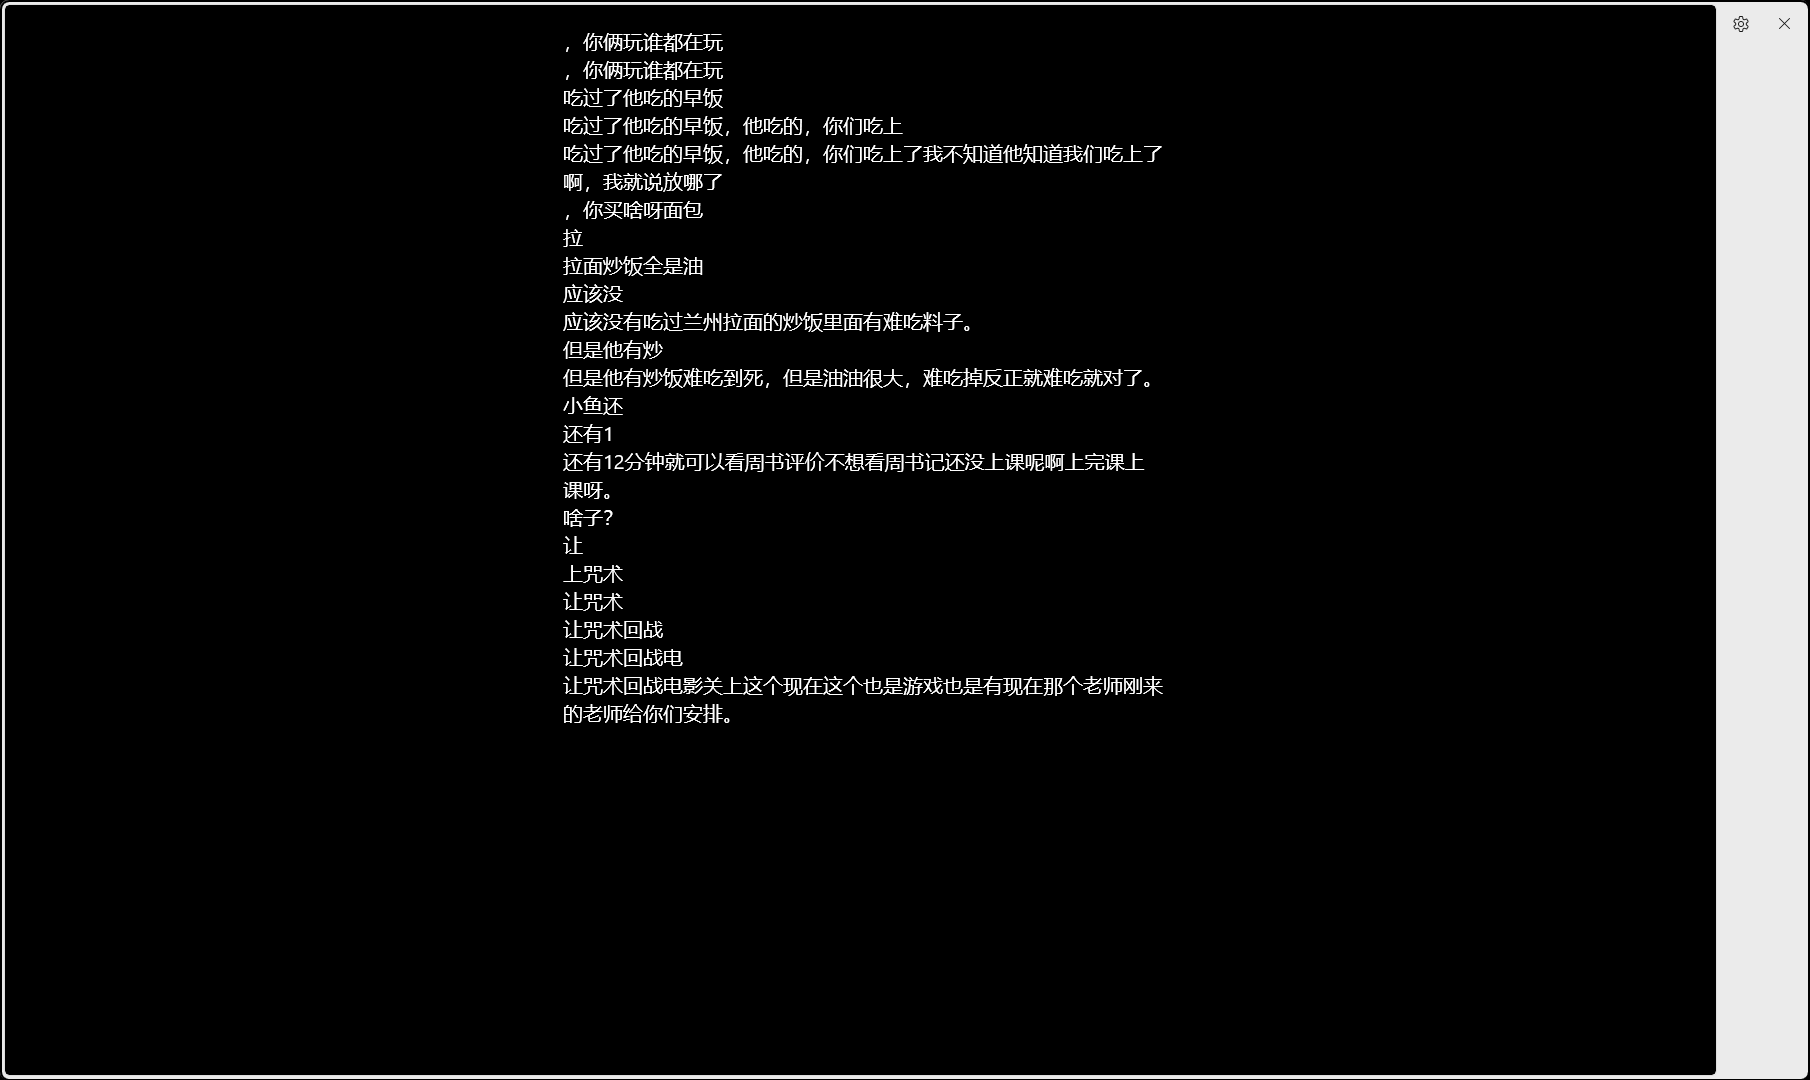 ，你俩玩谁都在玩
，你俩玩谁都在玩
吃过了他吃的早饭
吃过了他吃的早饭，他吃的，你们吃上
吃过了他吃的早饭，他吃的，你们吃上了我不知道他知道我们吃上了
啊，我就说放哪了
，你买啥呀面包
拉
拉面炒饭全是油
应该没
应该没有吃过兰州拉面的炒饭里面有难吃料子。
但是他有炒
但是他有炒饭难吃到死，但是油油很大，难吃掉反正就难吃就对了。
小鱼还
还有1
还有12分钟就可以看周书评价不想看周书记还没上课呢啊上完课上
课呀。
啥子？
让
上咒术
让咒术
让咒术回战
让咒术回战电
让咒术回战电影关上这个现在这个也是游戏也是有现在那个老师刚来
的老师给你们安排。